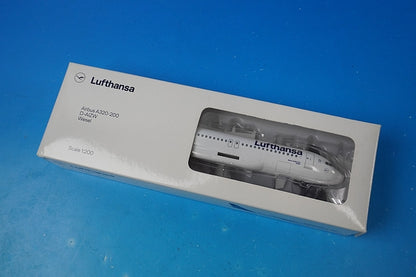 Lufthansa
Airbus A320-200
D-AIZW
Wesel
Scale 1:200
Lufthansa